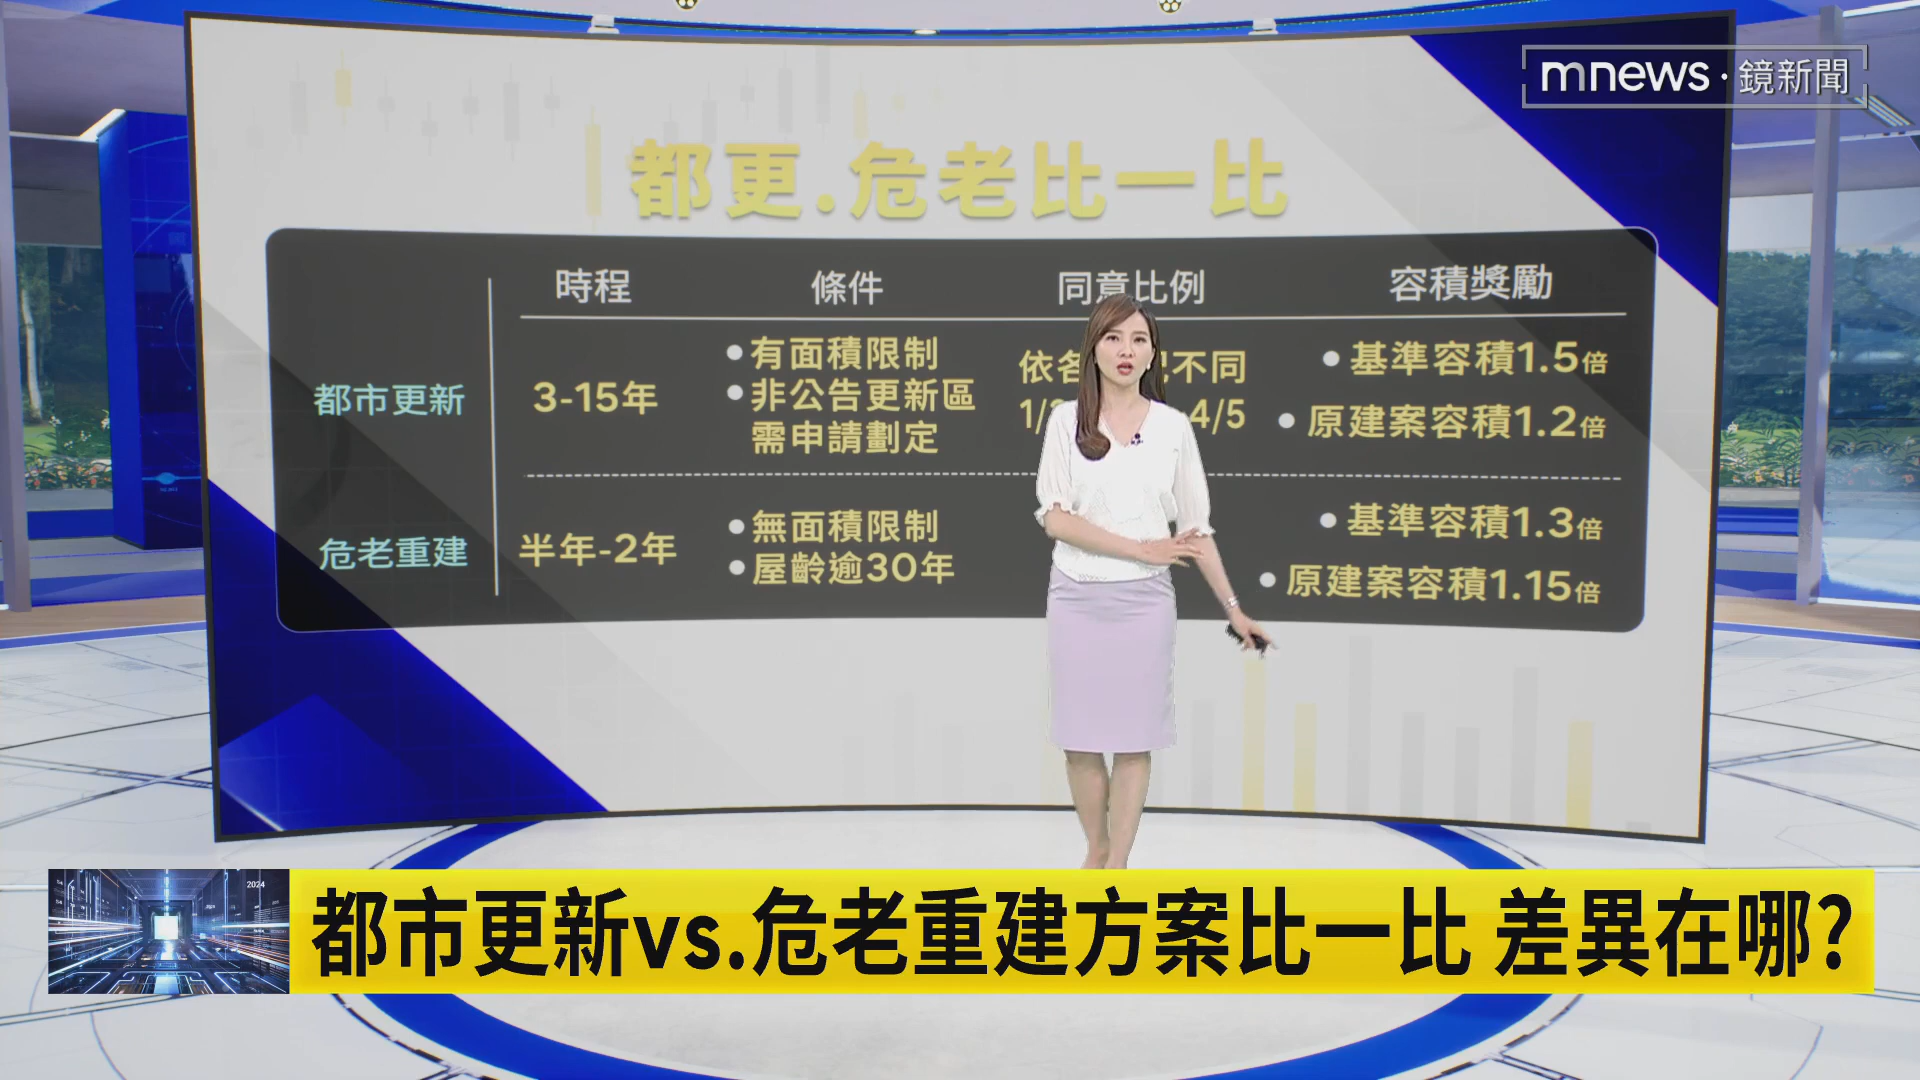 mnews·鏡新聞
都更.危老比一比
時程 條件 同意比例 容積獎勵
都市更新
3-15年
●有面積限制
●非公告更新區
需申請劃定
依各 不同
4/5
●基準容積1.5倍
●原建案容積1.2倍
危老重建
半年-2年
●無面積限制
●屋齡逾30年
●基準容積1.3倍
●原建案容積1.15倍
2024
都市更新vs.危老重建方案比一比 差異在哪?